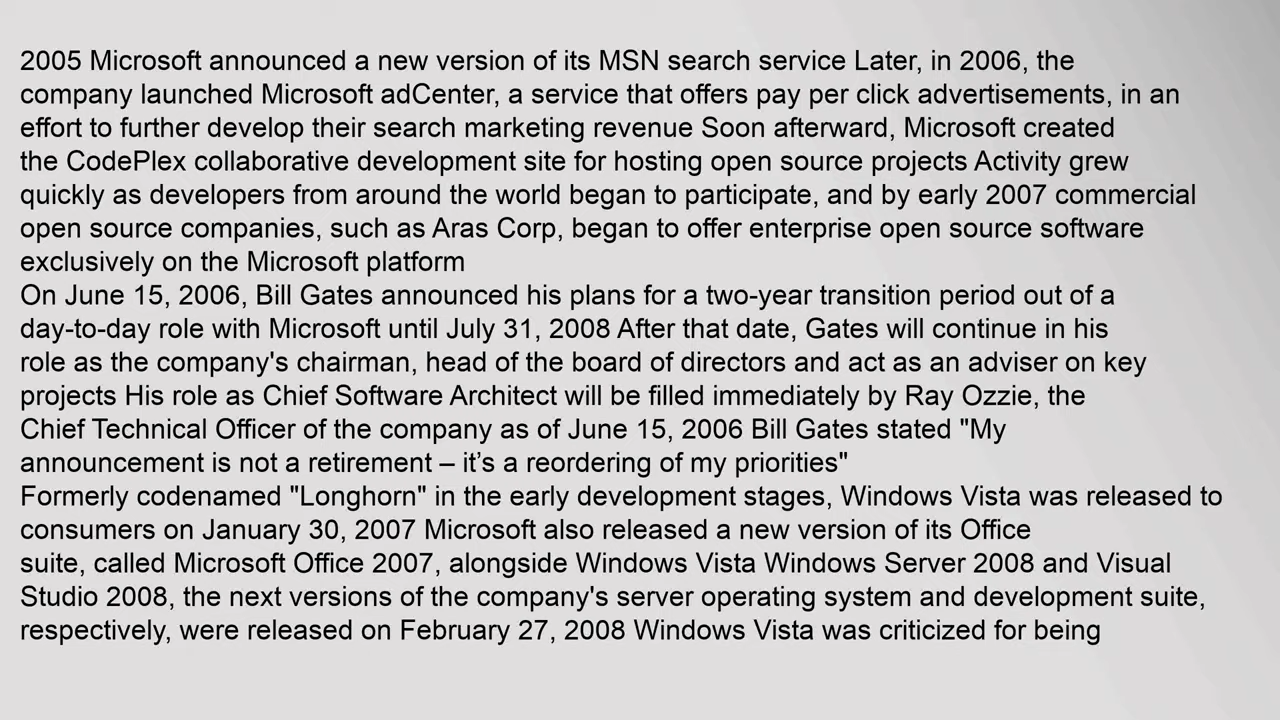 2005 Microsoft announced a new version of its MSN search service Later, in 2006, the
company launched Microsoft adCenter, a service that offers pay per click advertisements, in an
effort to further develop their search marketing revenue Soon afterward, Microsoft created
the CodePlex collaborative development site for hosting open source projects Activity grew
quickly as developers from around the world began to participate, and by early 2007 commercial
open source companies, such as Aras Corp, began to offer enterprise open source software
exclusively on the Microsoft platform
On June 15, 2006, Bill Gates announced his plans for a two-year transition period out of a
day-to-day role with Microsoft until July 31, 2008 After that date, Gates will continue in his
role as the company's chairman, head of the board of directors and act as an adviser on key
projects His role as Chief Software Architect will be filled immediately by Ray Ozzie, the
Chief Technical Officer of the company as of June 15, 2006 Bill Gates stated "My
announcement is not a retirement – it’s a reordering of my priorities"
Formerly codenamed "Longhorn" in the early development stages, Windows Vista was released to
consumers on January 30, 2007 Microsoft also released a new version of its Office
suite, called Microsoft Office 2007, alongside Windows Vista Windows Server 2008 and Visual
Studio 2008, the next versions of the company's server operating system and development suite,
respectively, were released on February 27, 2008 Windows Vista was criticized for being